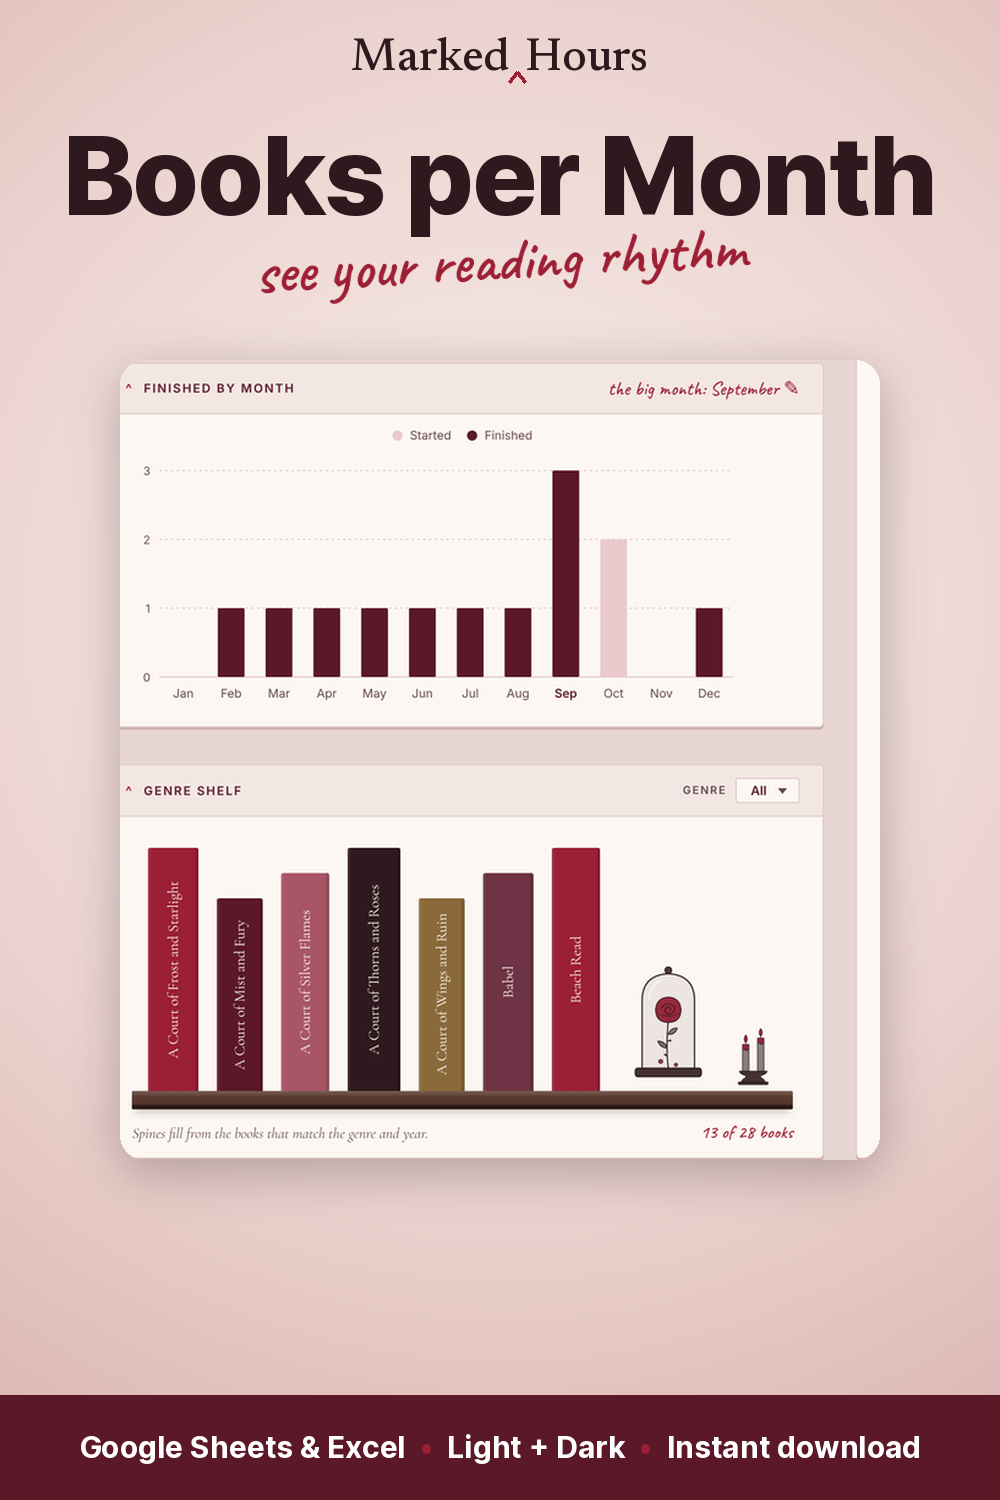 Marked ^ Hours
Books per Month
see your reading rhythm
^ FINISHED BY MONTH
the big month: September ✎
Started Finished
3
2
1
0
Jan Feb Mar Apr May Jun Jul Aug Sep Oct Nov Dec
^ GENRE SHELF
GENRE All ▼
A Court of Frost and Starlight
A Court of Mist and Fury
A Court of Silver Flames
A Court of Thorns and Roses
A Court of Wings and Ruin
Babel
Beach Read
Spines fill from the books that match the genre and year.
13 of 28 books
Google Sheets & Excel • Light + Dark • Instant download